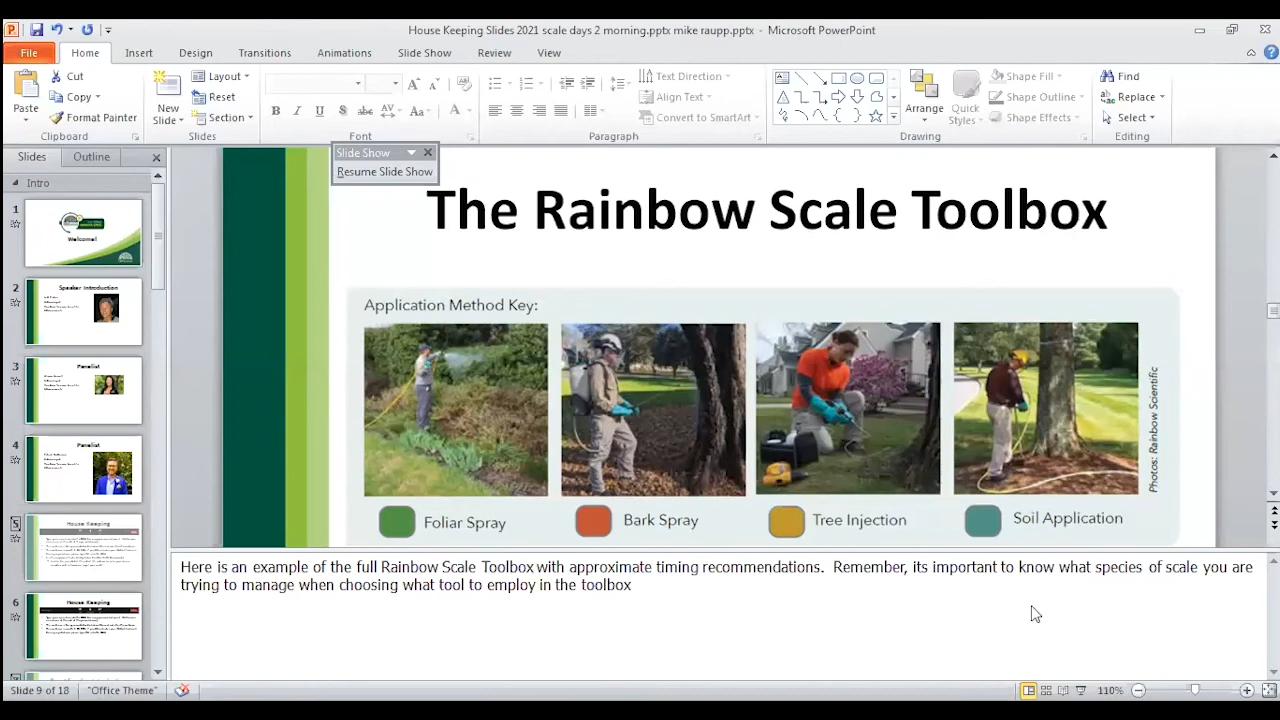 House Keeping Slides 2021 scale days 2 morning.pptx mike raupp.pptx - Microsoft PowerPoint
File Home Insert Design Transitions Animations Slide Show Review View
Paste
Cut
Copy
Format Painter
Clipboard
New Slide
Layout
Reset
Section
Slides
Font
Text Direction
Align Text
Convert to SmartArt
Paragraph
Arrange
Quick Styles
Shape Fill
Shape Outline
Shape Effects
Drawing
Find
Replace
Select
Editing
Slides Outline
Intro
Slide Show
Resume Slide Show
1
Welcome!
2
Speaker Introduction
3
Panelist
4
Panelist
5
House Keeping
6
House Keeping
The Rainbow Scale Toolbox
Application Method Key:
Photos: Rainbow Scientific
Foliar Spray
Bark Spray
Tree Injection
Soil Application
Here is an example of the full Rainbow Scale Toolbox with approximate timing recommendations.  Remember, its important to know what species of scale you are
trying to manage when choosing what tool to employ in the toolbox
Slide 9 of 18 "Office Theme" 110%